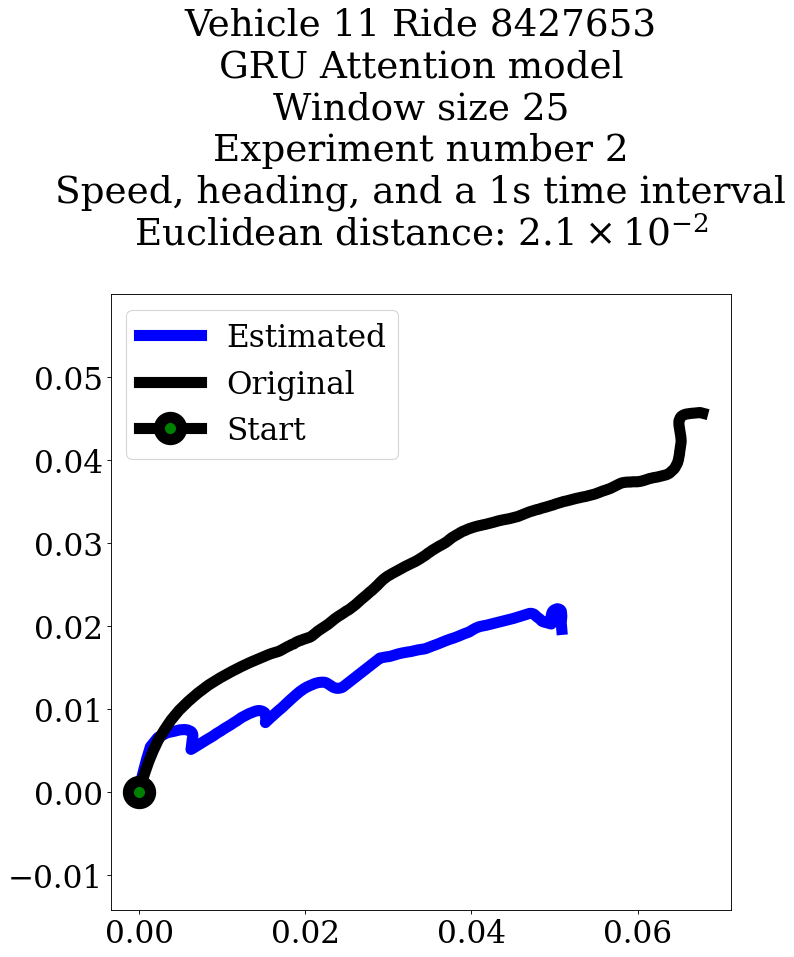 Vehicle 11 Ride 8427653
GRU Attention model
Window size 25
Experiment number 2
Speed, heading, and a 1s time interval
Euclidean distance: 2.1 × 10⁻²
Estimated
Original
Start
0.05
0.04
0.03
0.02
0.01
0.00
−0.01
0.00 0.02 0.04 0.06